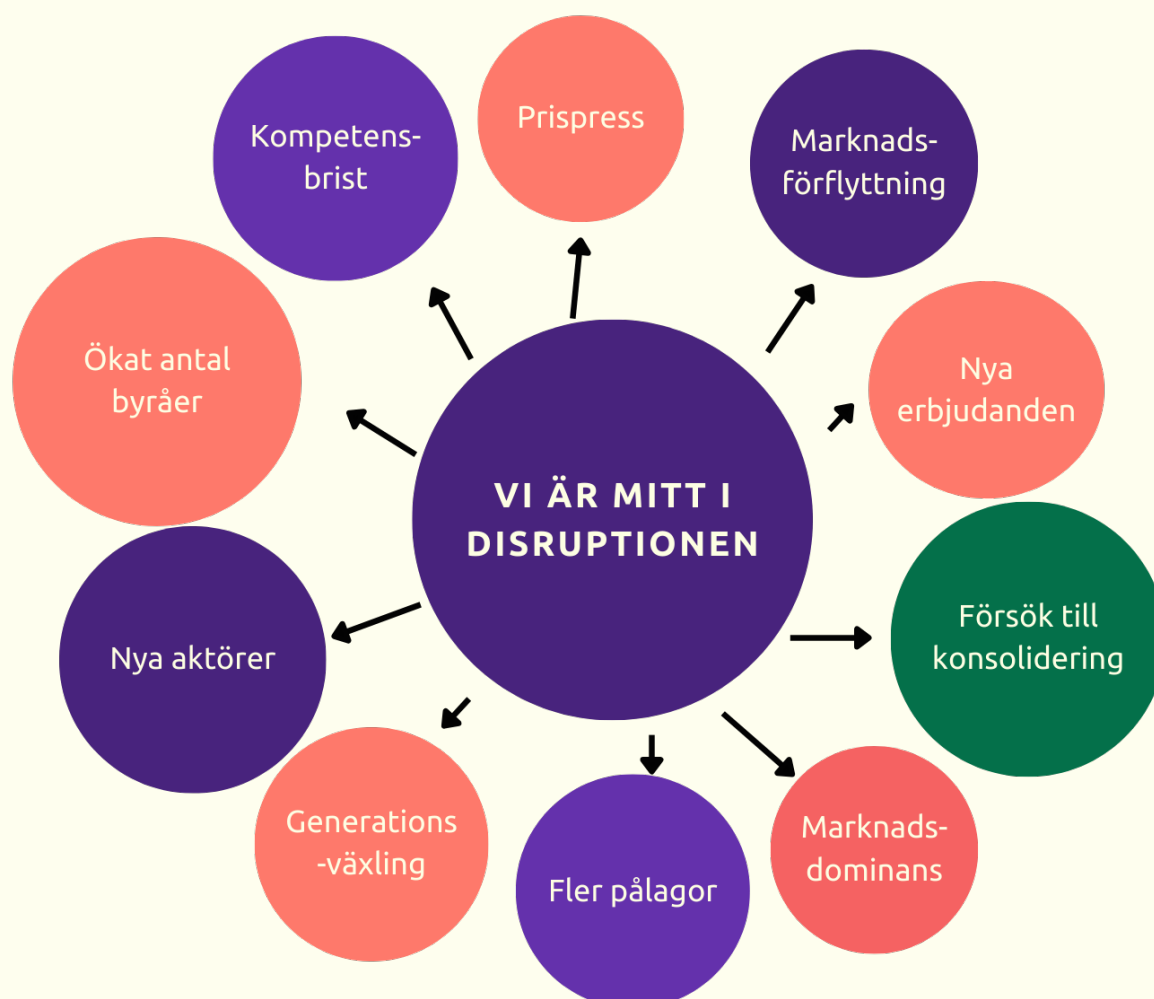 VI ÄR MITT I
DISRUPTIONEN
Prispress
Marknads-
förflyttning
Nya
erbjudanden
Försök till
konsolidering
Marknads-
dominans
Fler pålagor
Generations
-växling
Nya aktörer
Ökat antal
byråer
Kompetens-
brist